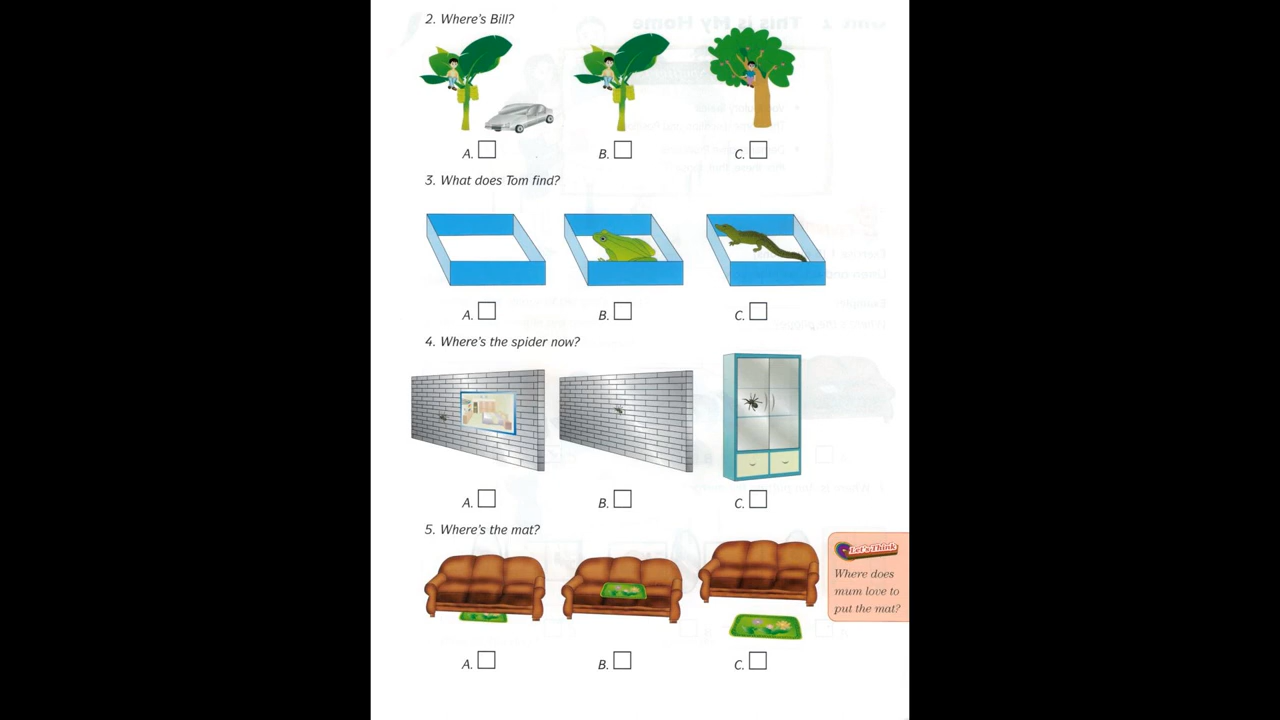 2. Where's Bill?
A.
B.
C.
3. What does Tom find?
A.
B.
C.
4. Where's the spider now?
A.
B.
C.
5. Where's the mat?
Let's Think
Where does
mum love to
put the mat?
A.
B.
C.